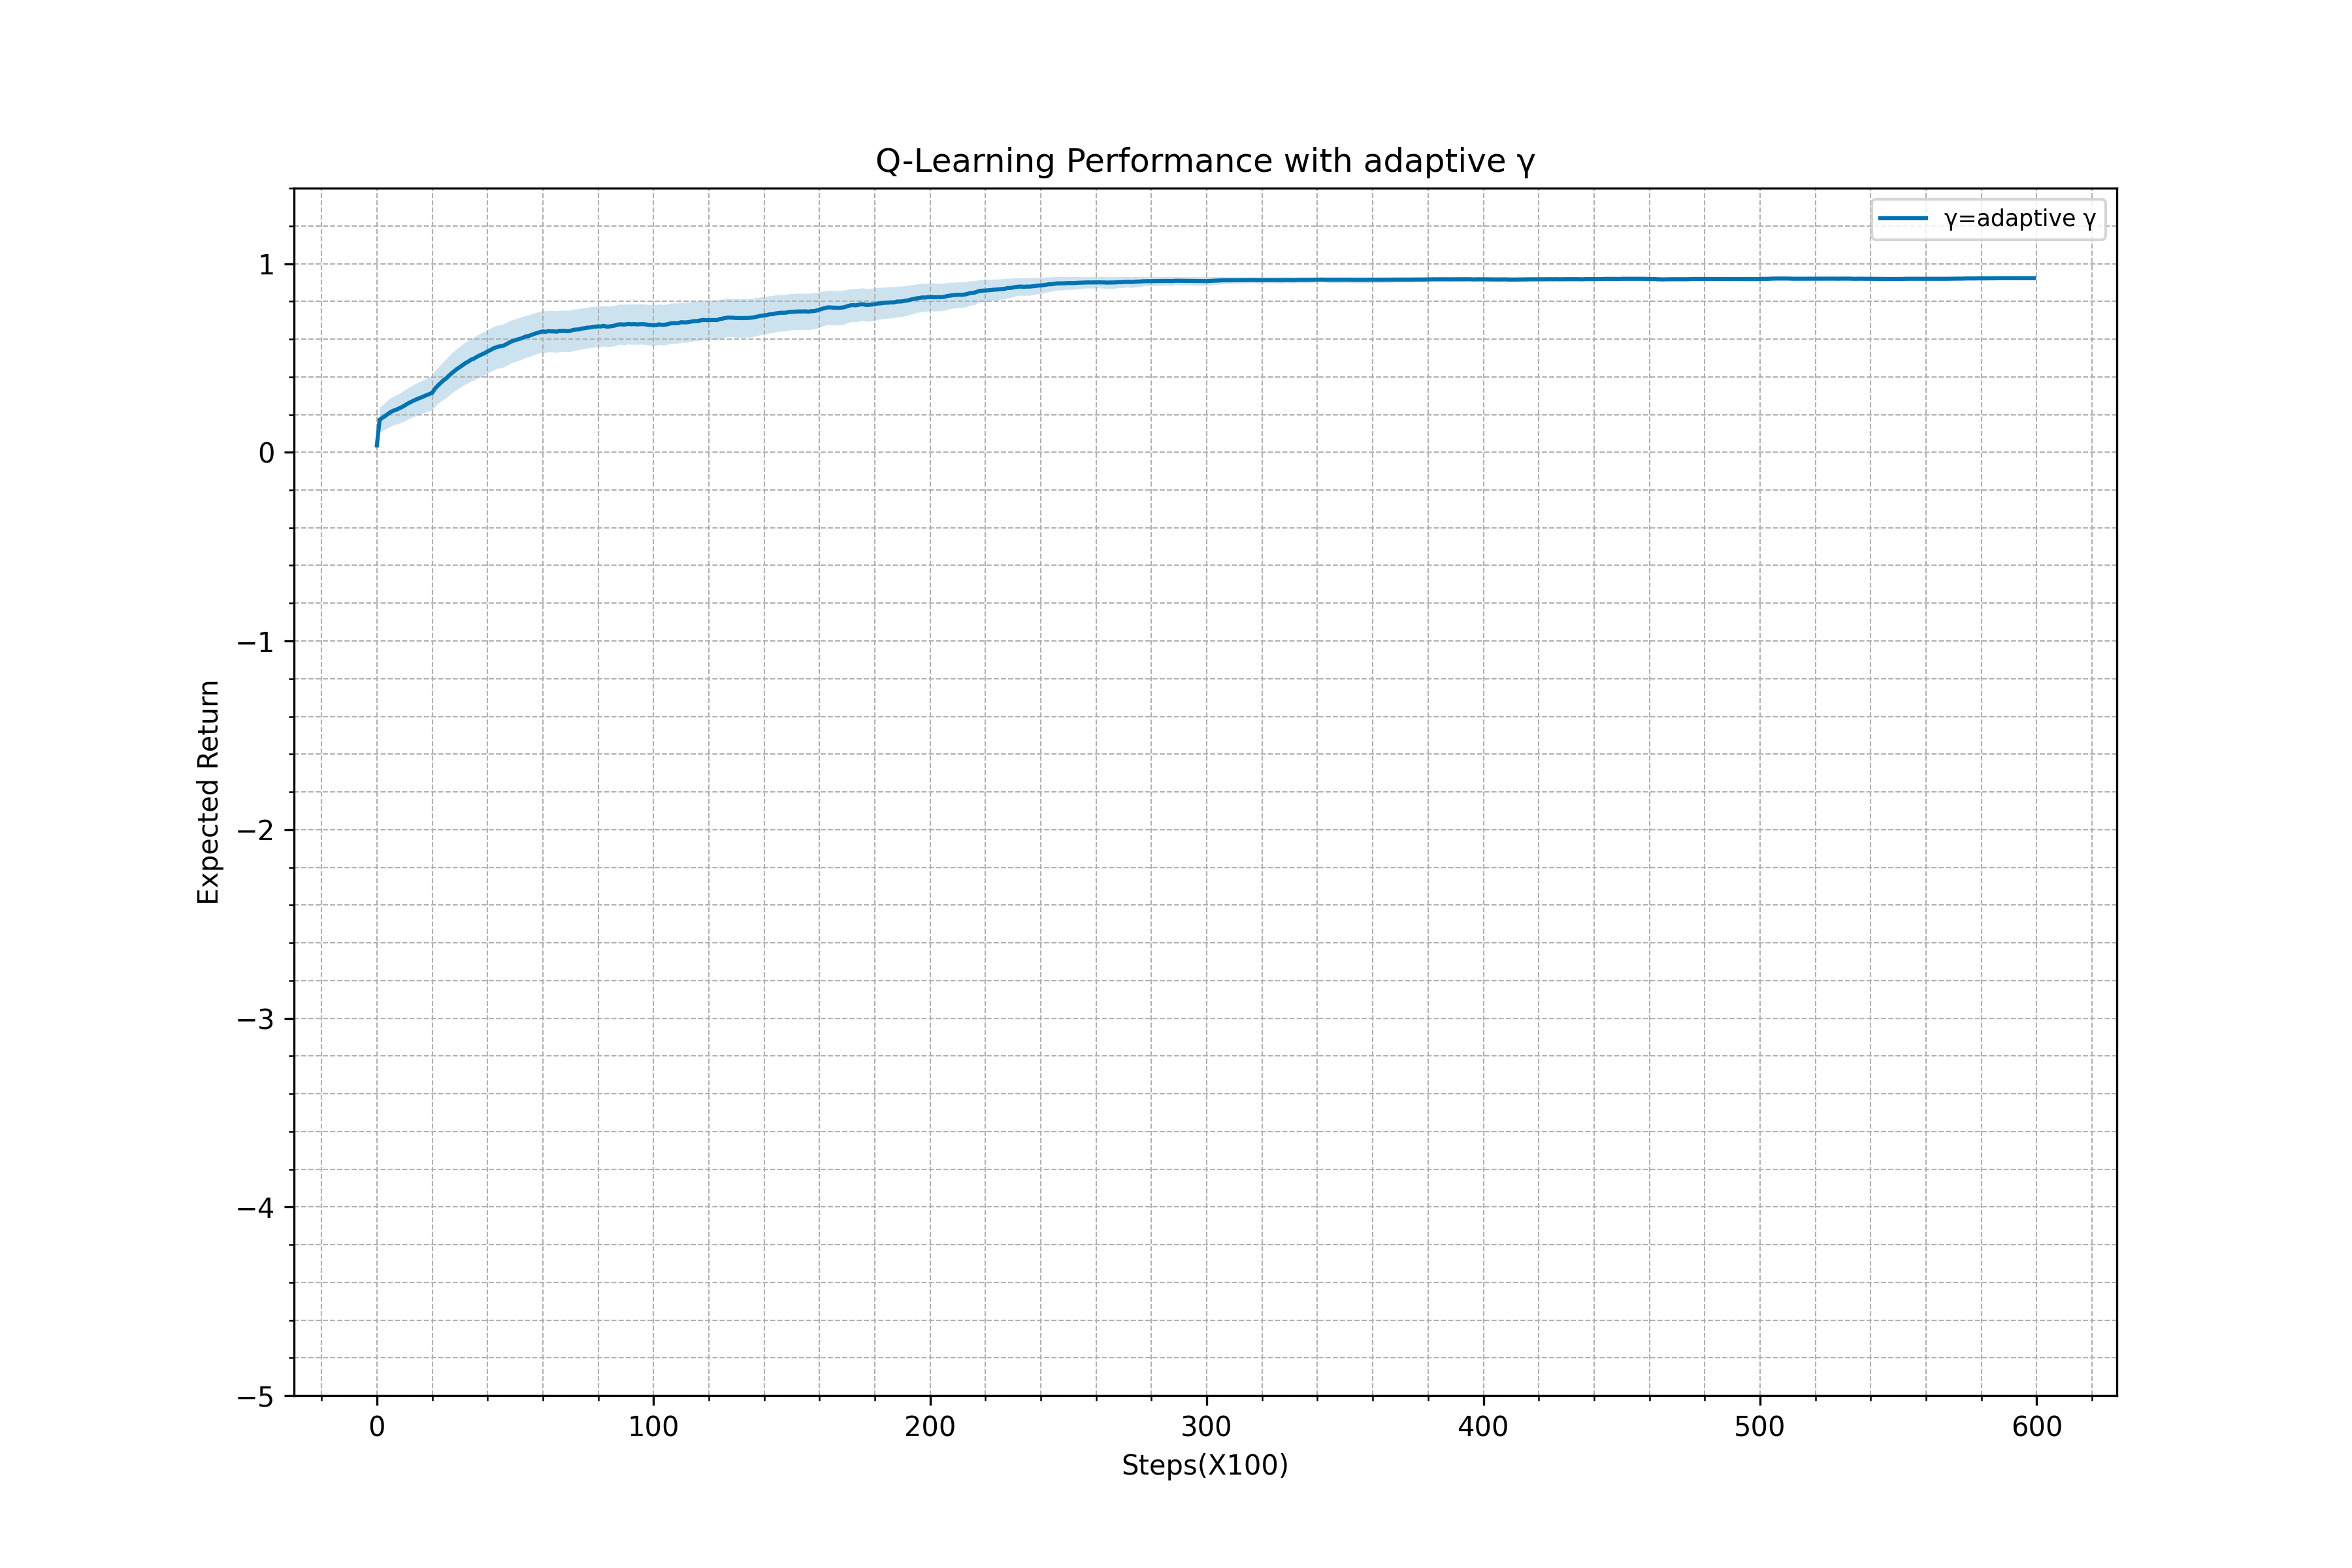 Q-Learning Performance with adaptive γ
γ=adaptive γ
1
0
−1
−2
−3
−4
−5
Expected Return
0 100 200 300 400 500 600
Steps(X100)